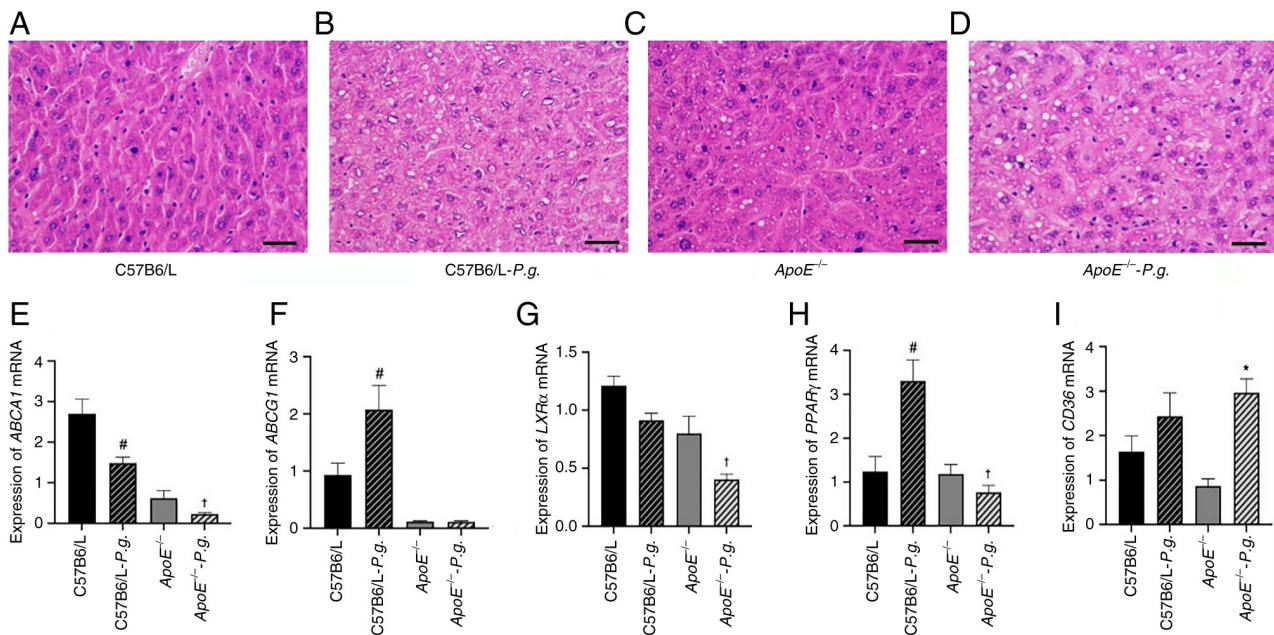 A
B
C
D
C57B6/L
C57B6/L-P.g.
ApoE⁻/⁻
ApoE⁻/⁻-P.g.
E
F
G
H
I
Expression of ABCA1 mRNA
4
3
2
1
0
#
†
C57B6/L
C57B6/L-P.g.
ApoE⁻/⁻
ApoE⁻/⁻-P.g.
Expression of ABCG1 mRNA
3
2
1
0
#
C57B6/L
C57B6/L-P.g.
ApoE⁻/⁻
ApoE⁻/⁻-P.g.
Expression of LXRα mRNA
1.5
1.0
0.5
0.0
†
C57B6/L
C57B6/L-P.g.
ApoE⁻/⁻
ApoE⁻/⁻-P.g.
Expression of PPARγ mRNA
4
3
2
1
0
#
†
C57B6/L
C57B6/L-P.g.
ApoE⁻/⁻
ApoE⁻/⁻-P.g.
Expression of CD36 mRNA
4
3
2
1
0
*
C57B6/L
C57B6/L-P.g.
ApoE⁻/⁻
ApoE⁻/⁻-P.g.